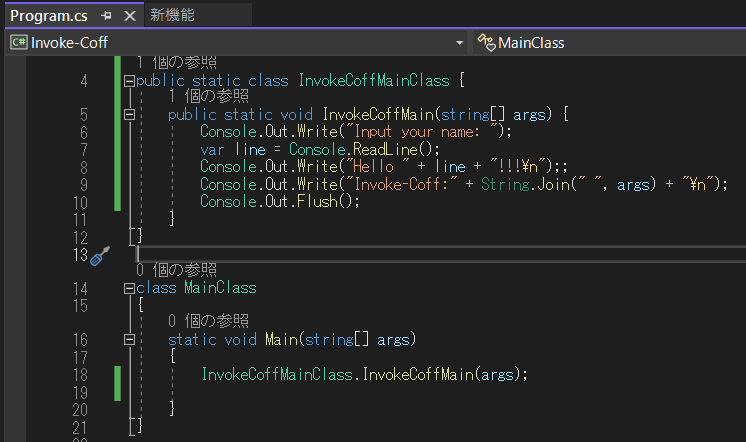 Program.cs 新機能
Invoke-Coff MainClass
1 個の参照
4 public static class InvokeCoffMainClass {
1 個の参照
5 public static void InvokeCoffMain(string[] args) {
6 Console.Out.Write("Input your name: ");
7 var line = Console.ReadLine();
8 Console.Out.Write("Hello " + line + "!!!\n");;
9 Console.Out.Write("Invoke-Coff:" + String.Join(" ", args) + "\n");
10 Console.Out.Flush();
11 }
12 }
13
0 個の参照
14 class MainClass
15 {
0 個の参照
16 static void Main(string[] args)
17 {
18 InvokeCoffMainClass.InvokeCoffMain(args);
19
20 }
21 }